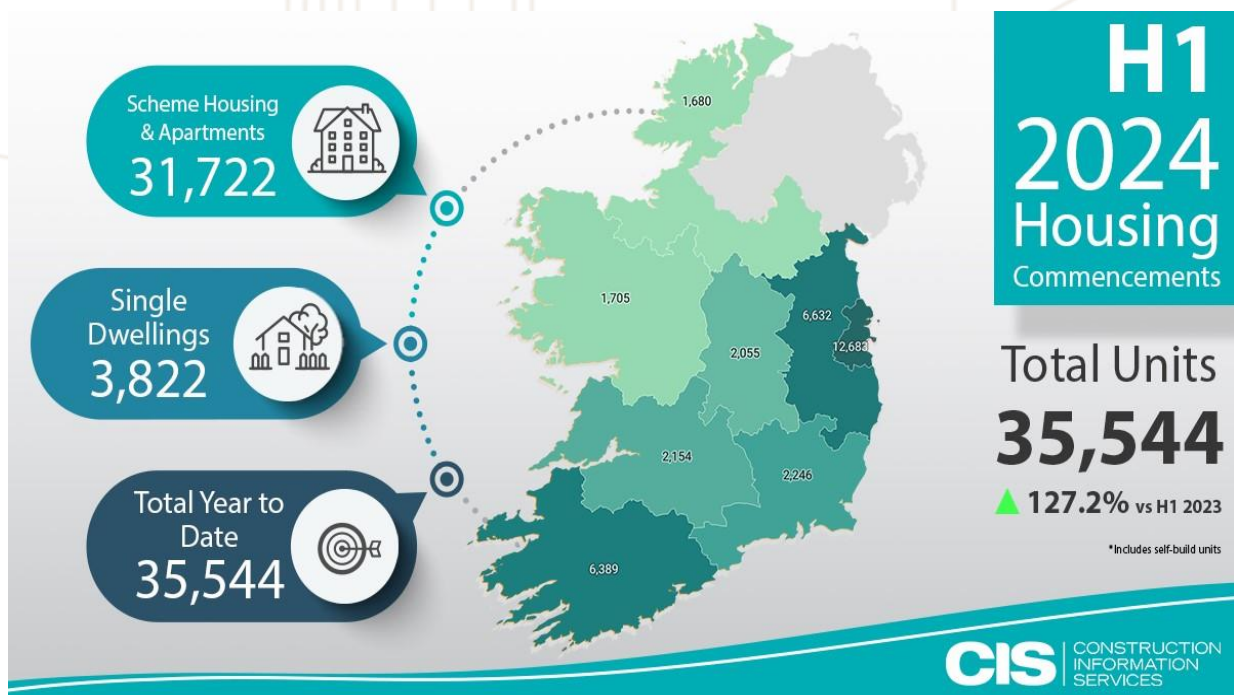 Scheme Housing
& Apartments
31,722
Single
Dwellings
3,822
Total Year to
Date
35,544
1,680
1,705
2,055
6,632
12,683
2,154
2,246
6,389
H1
2024
Housing
Commencements
Total Units
35,544
127.2% vs H1 2023
*Includes self-build units
CIS
CONSTRUCTION
INFORMATION
SERVICES